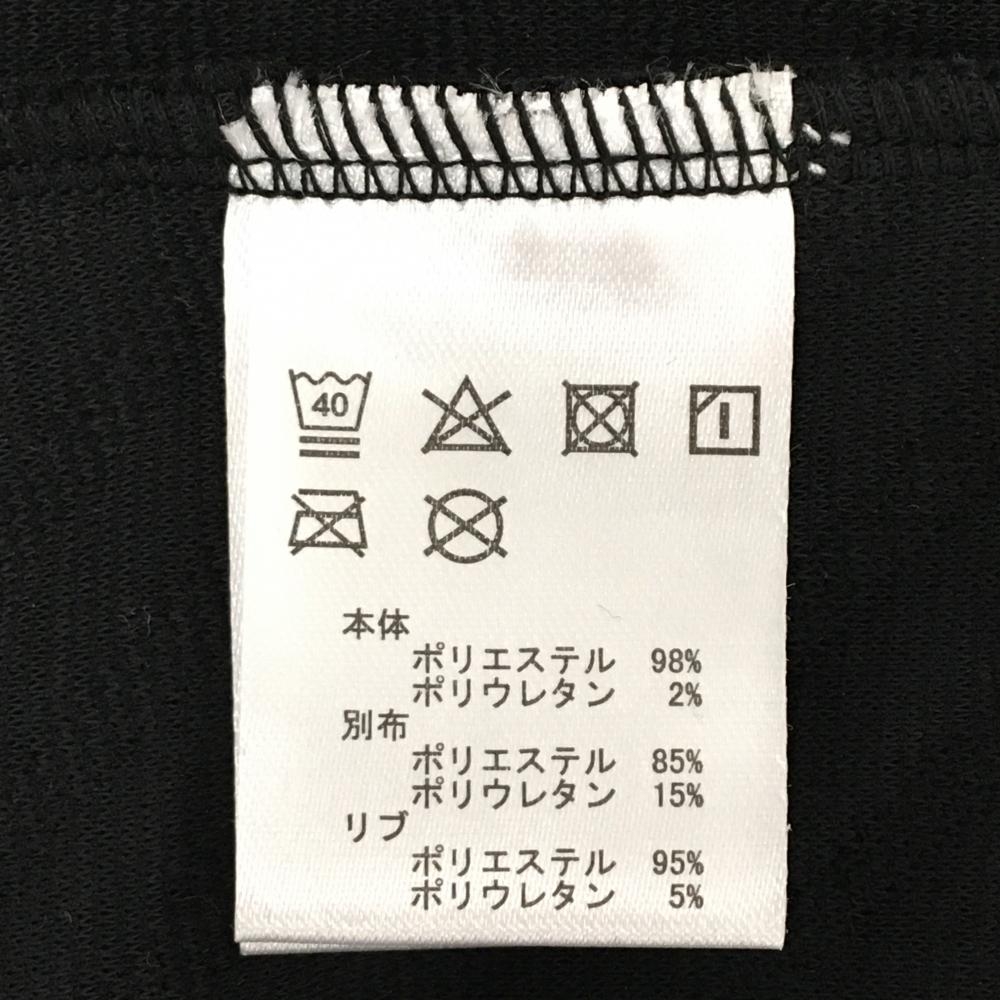 40
本体
ポリエステル 98%
ポリウレタン 2%
別布
ポリエステル 85%
ポリウレタン 15%
リブ
ポリエステル 95%
ポリウレタン 5%